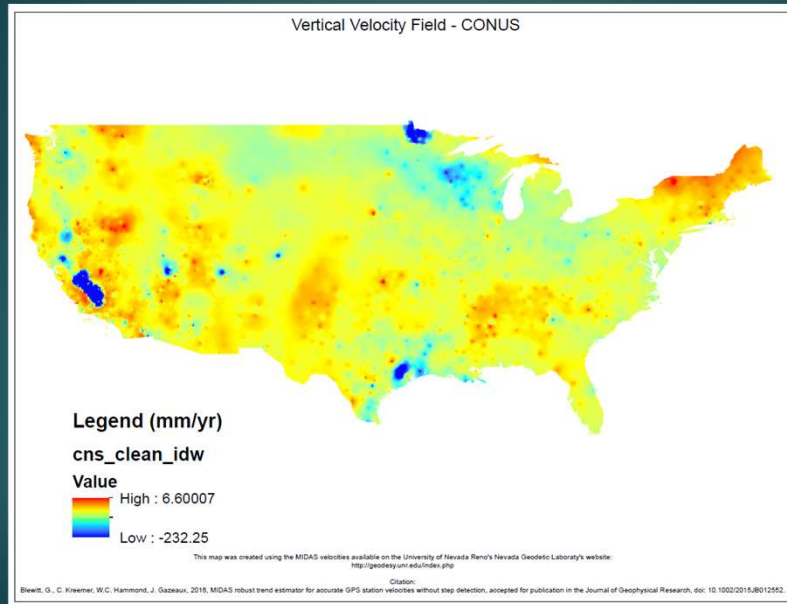 Vertical Velocity Field - CONUS
Legend (mm/yr)
cns_clean_idw
Value
High : 6.60007
Low : -232.25
This map was created using the MIDAS velocities available on the University of Nevada Reno's Nevada Geodetic Laboraty's website:
http://geodesy.unr.edu/index.php
Citation:
Blewitt, G., C. Kreemer, W.C. Hammond, J. Gazeaux, 2016, MIDAS robust trend estimator for accurate GPS station velocities without step detection, accepted for publication in the Journal of Geophysical Research, doi: 10.1002/2015JB012552.